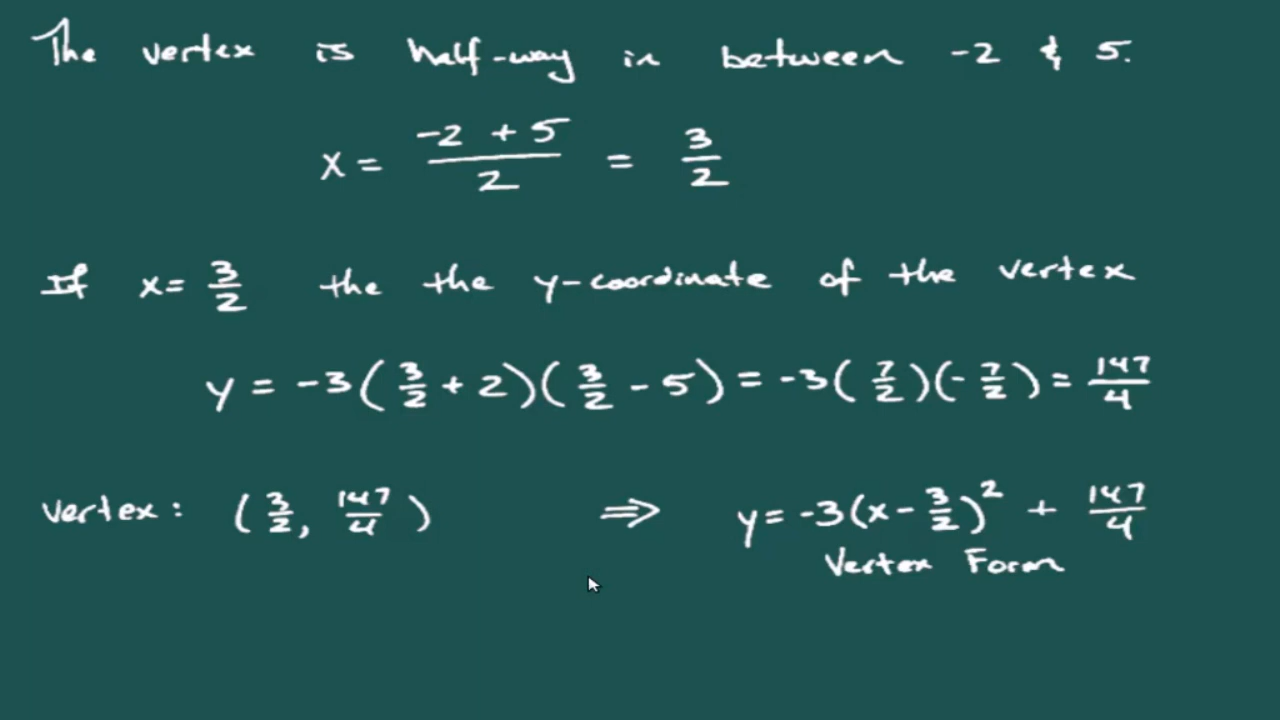 The vertex is half-way in between -2 & 5.
x = (-2 + 5)/2 = 3/2
If x = 3/2 the the y-coordinate of the vertex
y = -3(3/2 + 2)(3/2 - 5) = -3(7/2)(-7/2) = 147/4
Vertex: (3/2, 147/4) ⇒ y = -3(x - 3/2)² + 147/4
Vertex Form